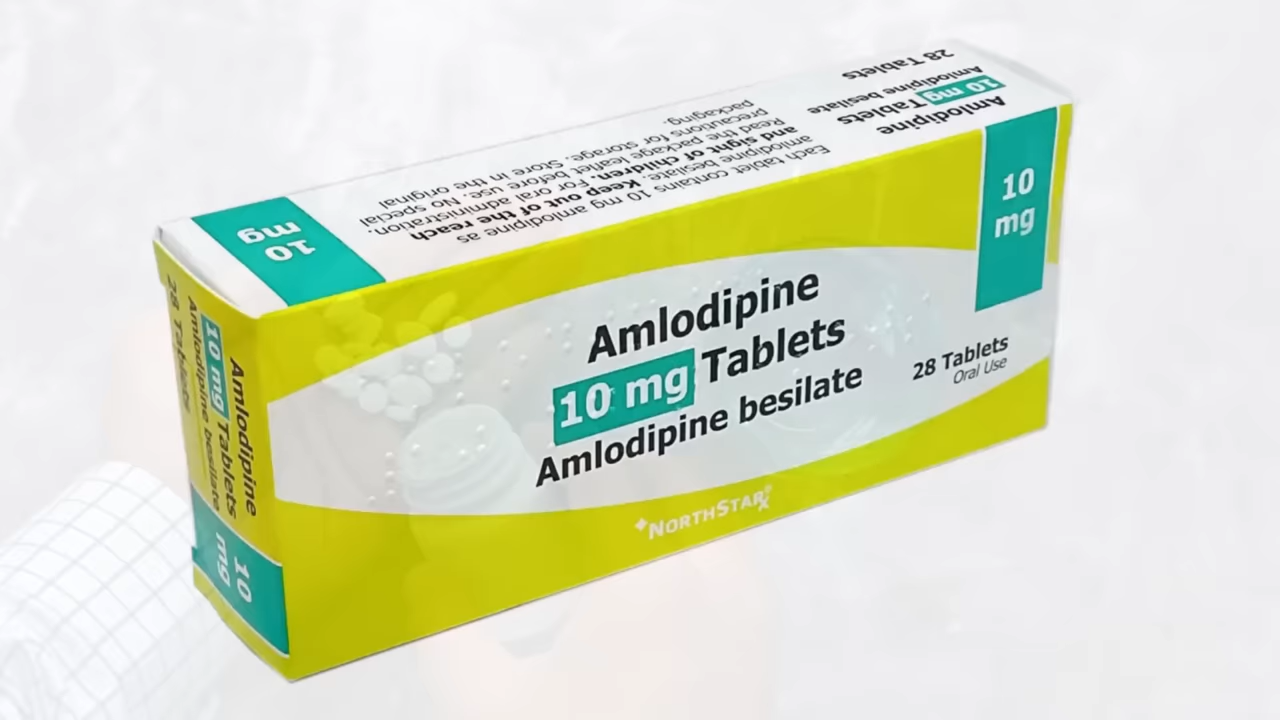 Amlodipine
10 mg Tablets
Amlodipine besilate
28 Tablets
Oral Use
NORTHSTARx®
10
mg
Amlodipine
10 mg Tablets
Amlodipine besilate
28 Tablets
Each tablet contains 10 mg amlodipine as
amlodipine besilate. Keep out of the reach
and sight of children. For oral administration.
Read the package leaflet before use. No special
precautions for storage. Store in the original
packaging.
10
mg
Amlodipine
10 mg Tablets
Amlodipine besilate
28 Tablets
10
mg